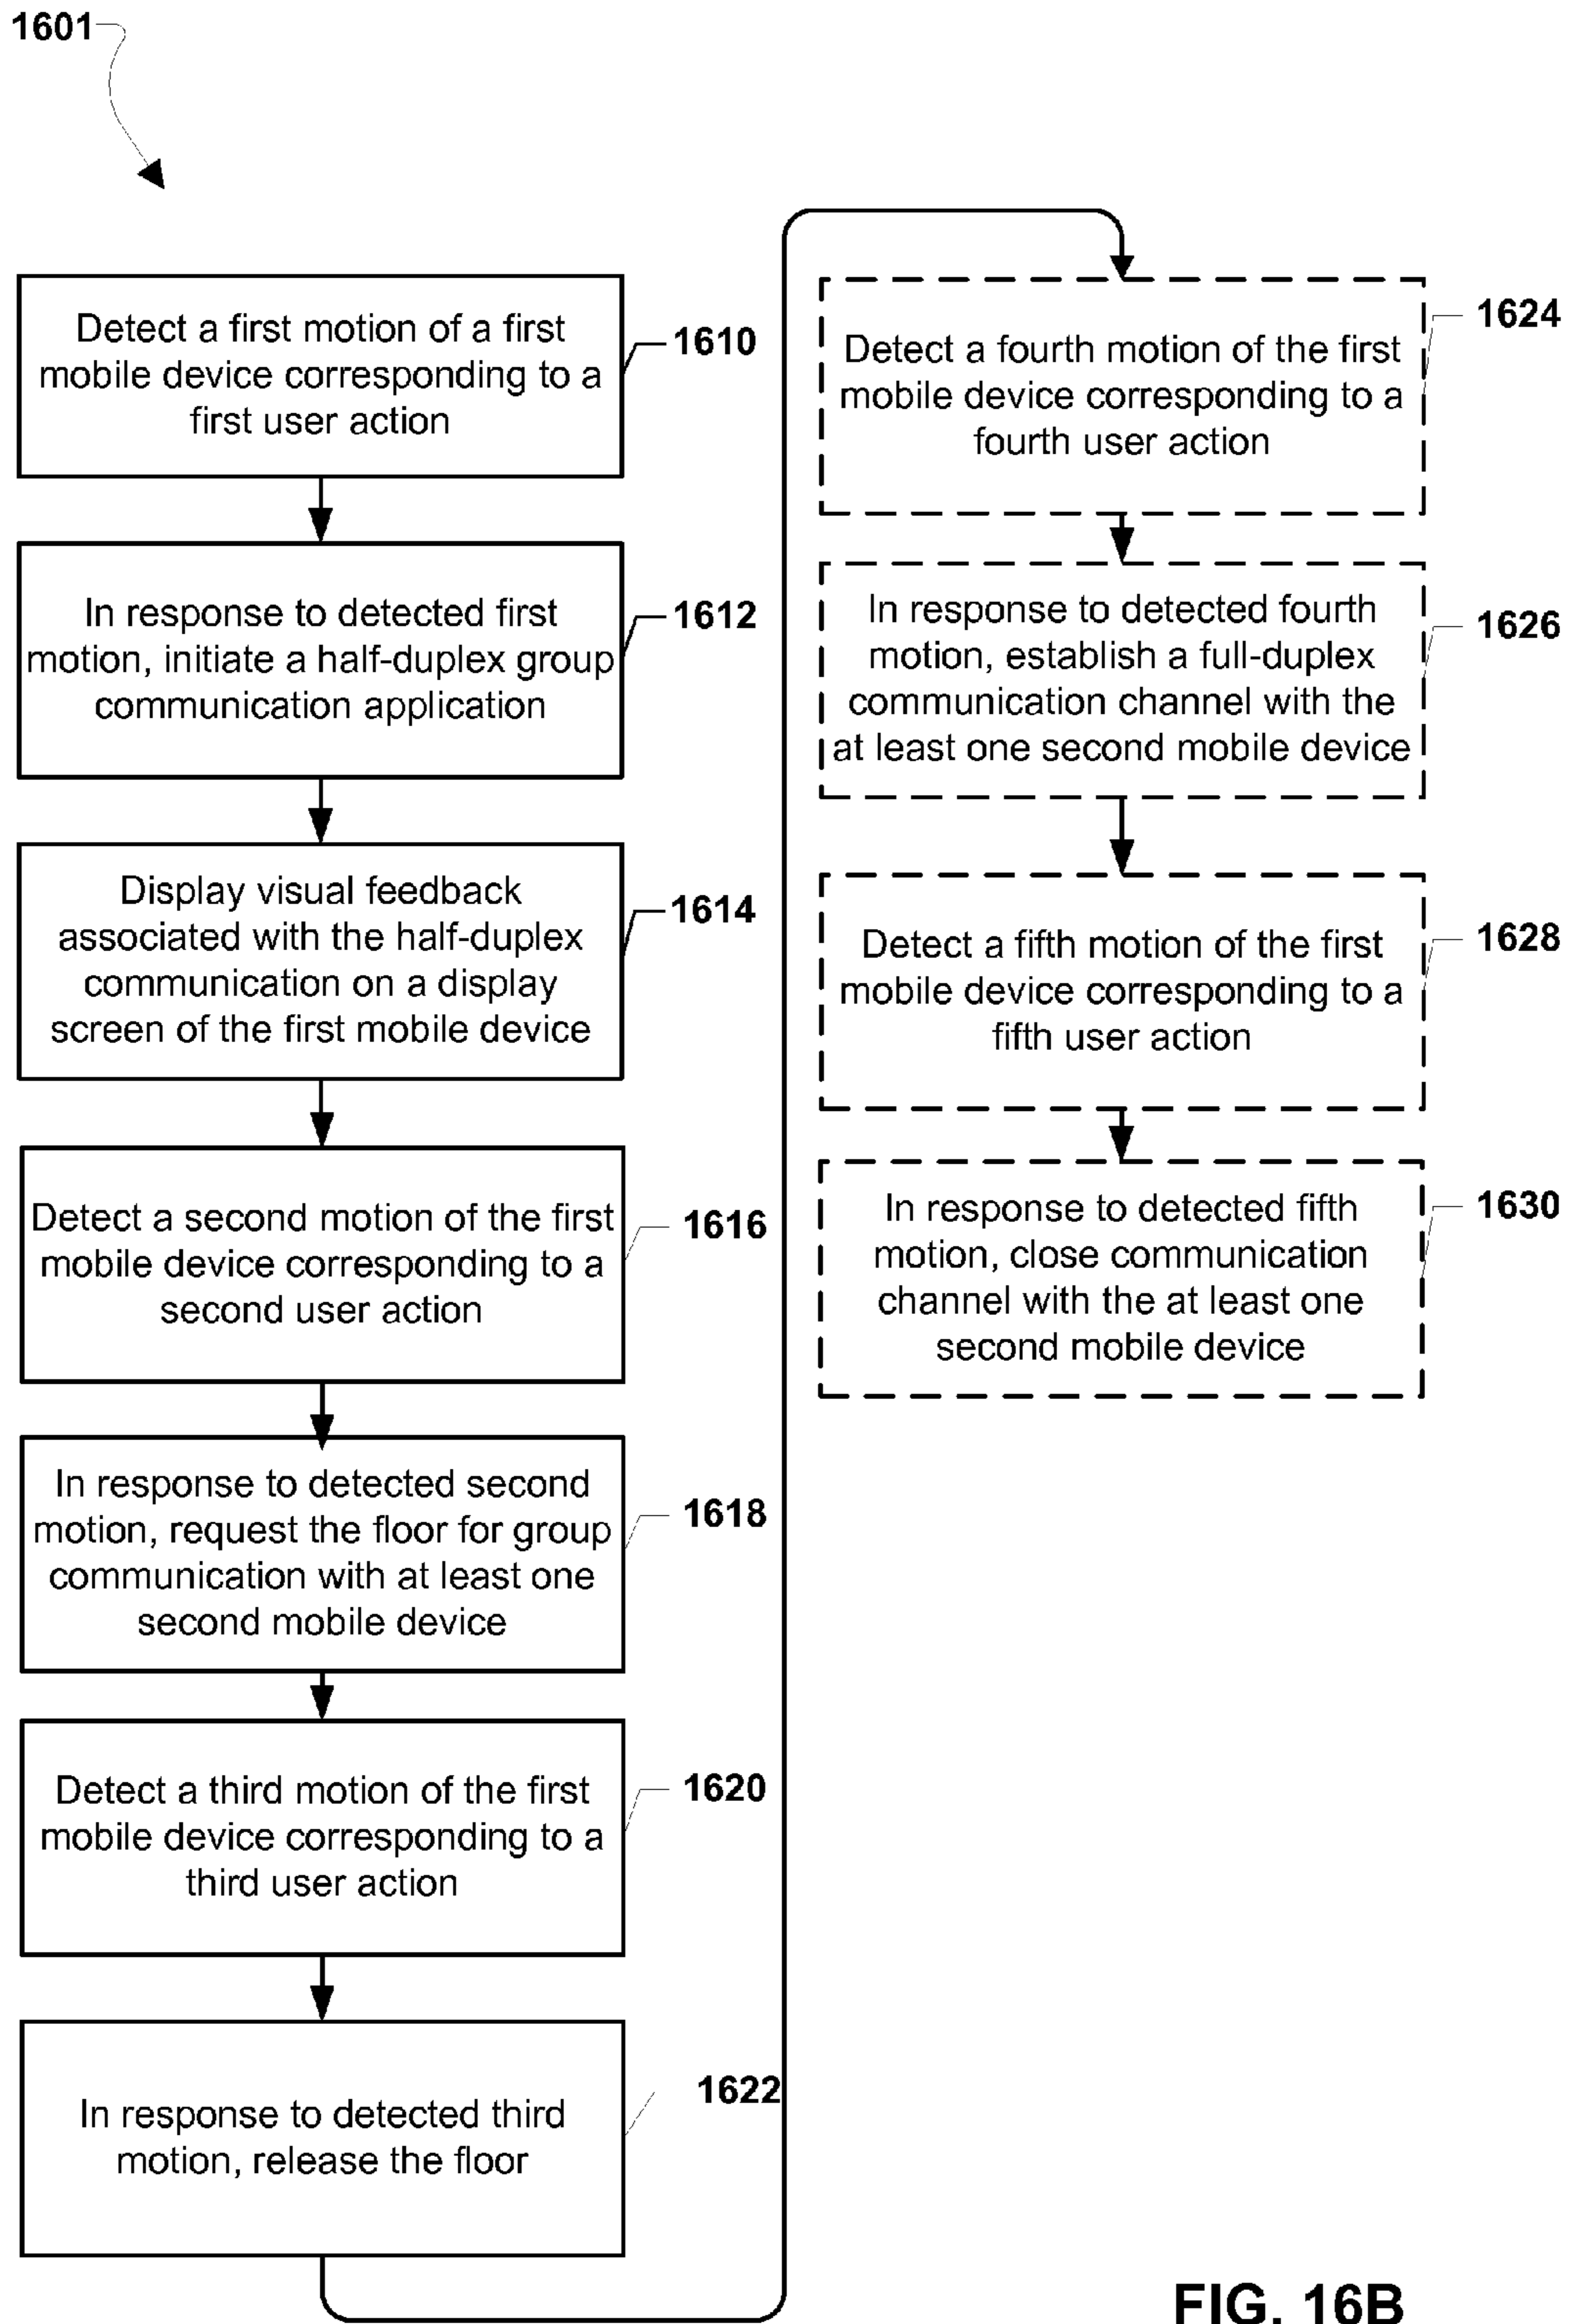 1601
Detect a first motion of a first
mobile device corresponding to a
first user action
1610
In response to detected first
motion, initiate a half-duplex group
communication application
1612
Display visual feedback
associated with the half-duplex
communication on a display
screen of the first mobile device
1614
Detect a second motion of the first
mobile device corresponding to a
second user action
1616
In response to detected second
motion, request the floor for group
communication with at least one
second mobile device
1618
Detect a third motion of the first
mobile device corresponding to a
third user action
1620
In response to detected third
motion, release the floor
1622
Detect a fourth motion of the first
mobile device corresponding to a
fourth user action
1624
In response to detected fourth
motion, establish a full-duplex
communication channel with the
at least one second mobile device
1626
Detect a fifth motion of the first
mobile device corresponding to a
fifth user action
1628
In response to detected fifth
motion, close communication
channel with the at least one
second mobile device
1630
FIG. 16B